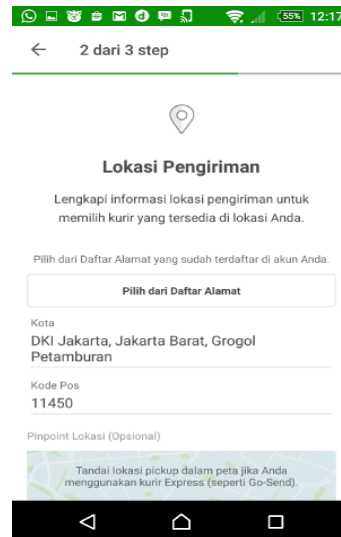 55% 12:17
2 dari 3 step
Lokasi Pengiriman
Lengkapi informasi lokasi pengiriman untuk
memilih kurir yang tersedia di lokasi Anda.
Pilih dari Daftar Alamat yang sudah terdaftar di akun Anda.
Pilih dari Daftar Alamat
Kota
DKI Jakarta, Jakarta Barat, Grogol
Petamburan
Kode Pos
11450
Pinpoint Lokasi (Opsional)
Tandai lokasi pickup dalam peta jika Anda
menggunakan kurir Express (seperti Go-Send).